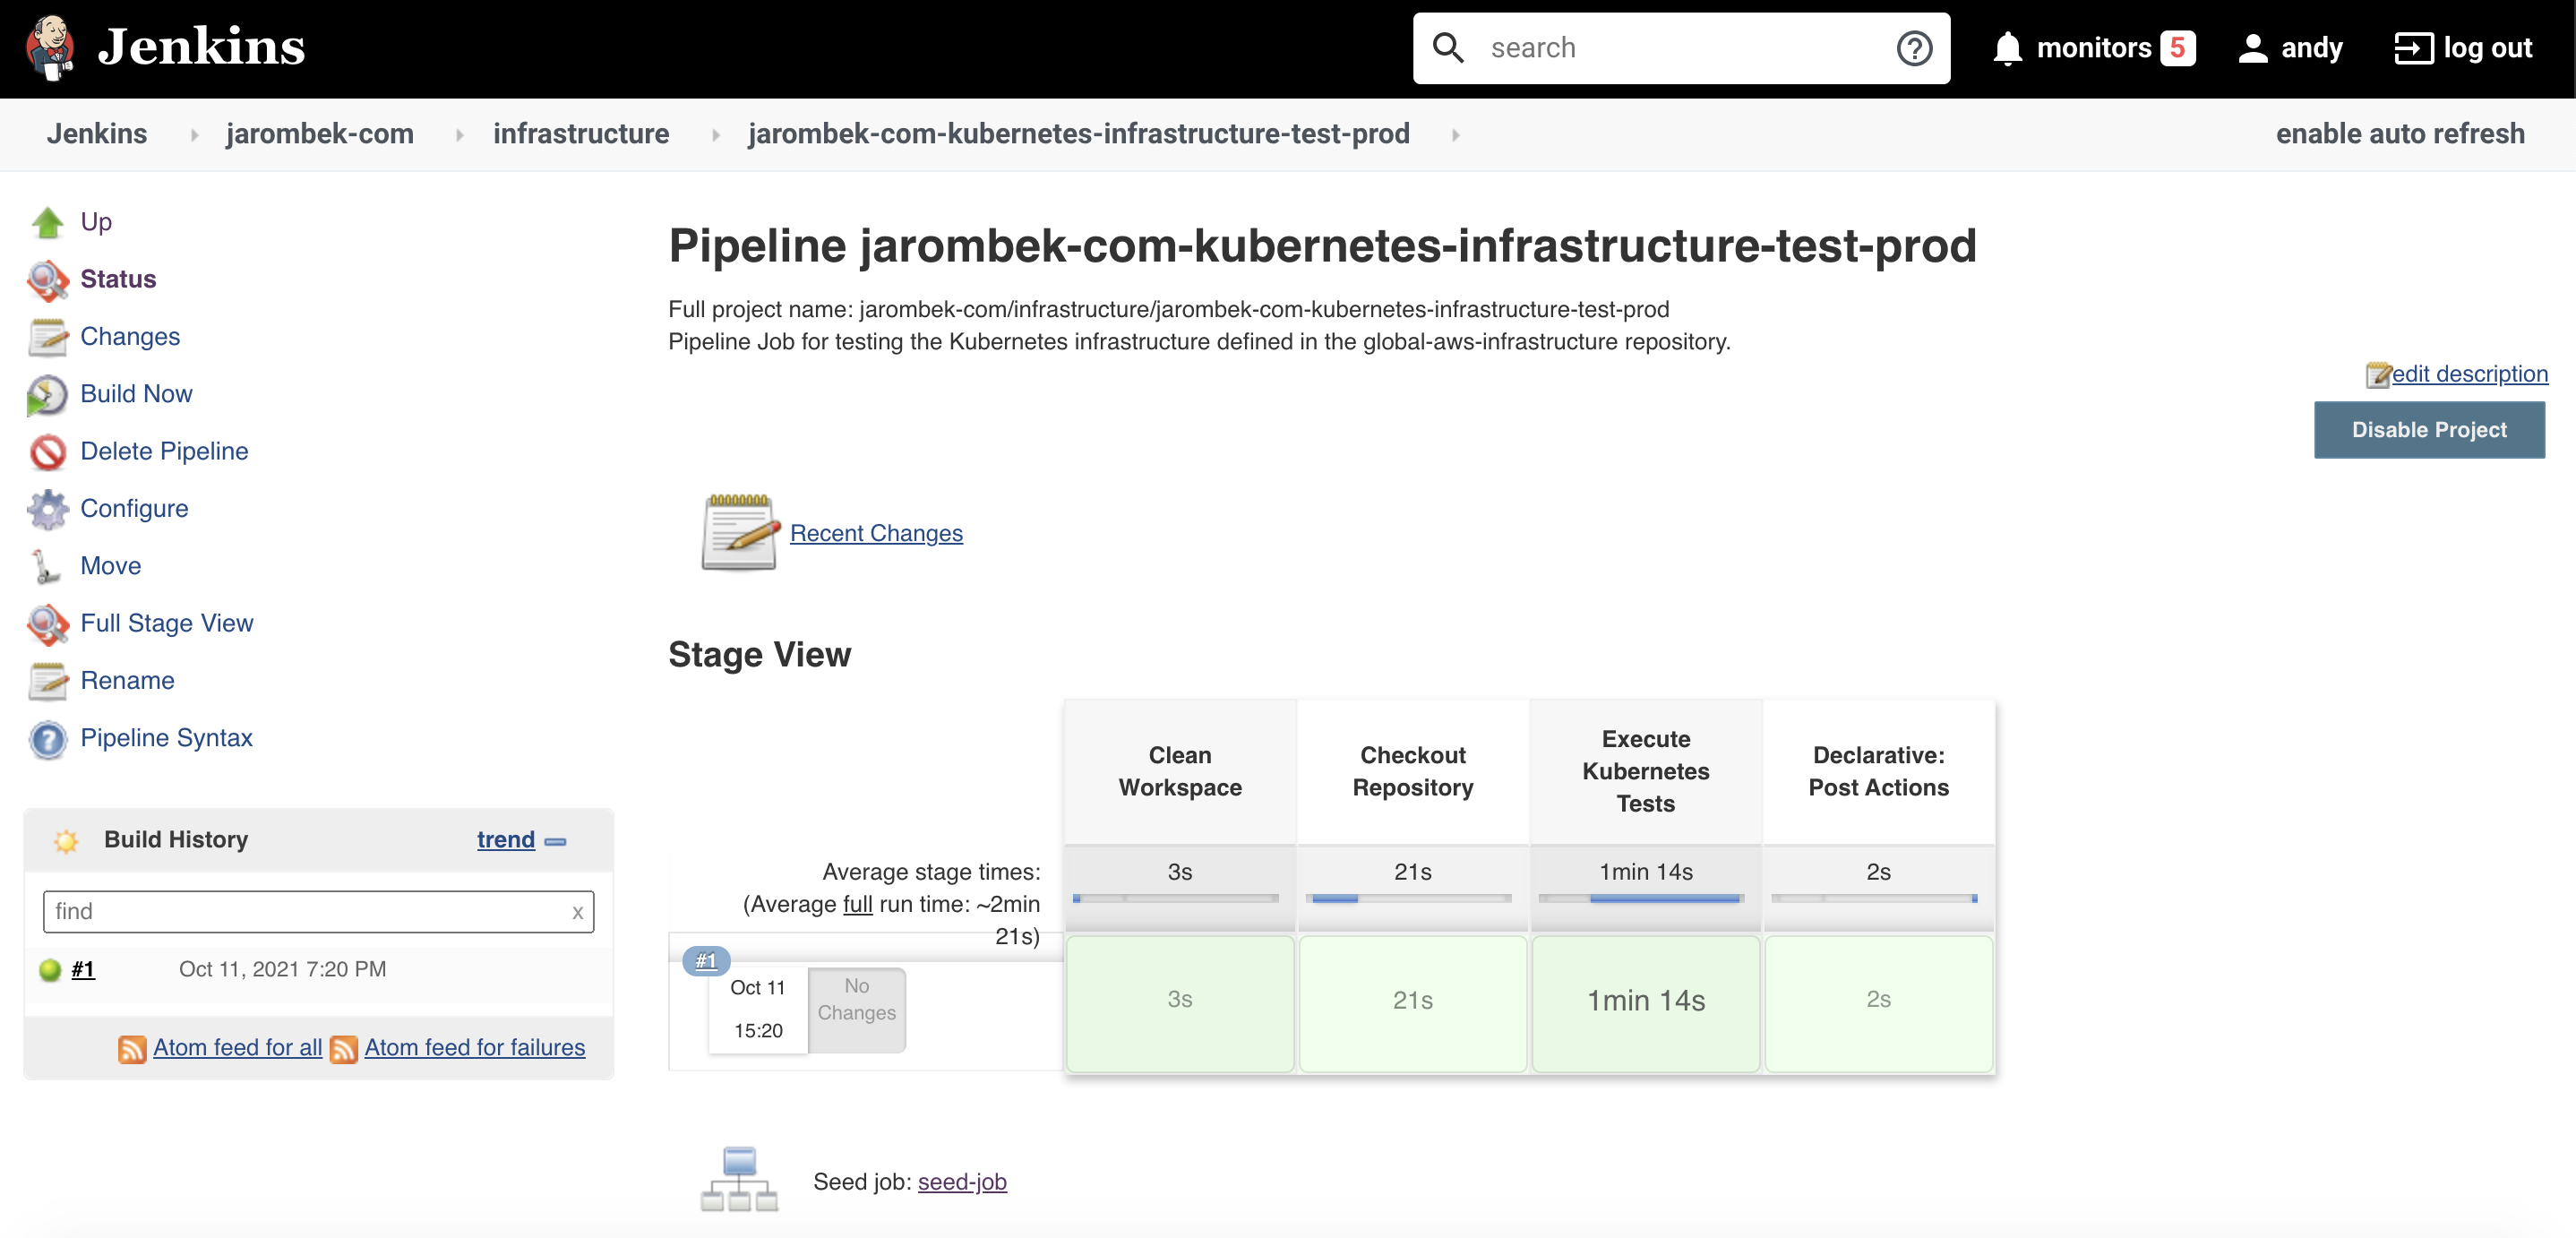 Jenkins
search
monitors 5
andy
log out
Jenkins
jarombek-com
infrastructure
jarombek-com-kubernetes-infrastructure-test-prod
enable auto refresh
Up
Status
Changes
Build Now
Delete Pipeline
Configure
Move
Full Stage View
Rename
Pipeline Syntax
Build History
trend
find
x
#1
Oct 11, 2021 7:20 PM
Atom feed for all
Atom feed for failures
Pipeline jarombek-com-kubernetes-infrastructure-test-prod
Full project name: jarombek-com/infrastructure/jarombek-com-kubernetes-infrastructure-test-prod
Pipeline Job for testing the Kubernetes infrastructure defined in the global-aws-infrastructure repository.
edit description
Disable Project
Recent Changes
Stage View
Clean
Workspace
Checkout
Repository
Execute
Kubernetes
Tests
Declarative:
Post Actions
Average stage times:
(Average full run time: ~2min
21s)
3s
21s
1min 14s
2s
#1
Oct 11
15:20
No
Changes
3s
21s
1min 14s
2s
Seed job: seed-job